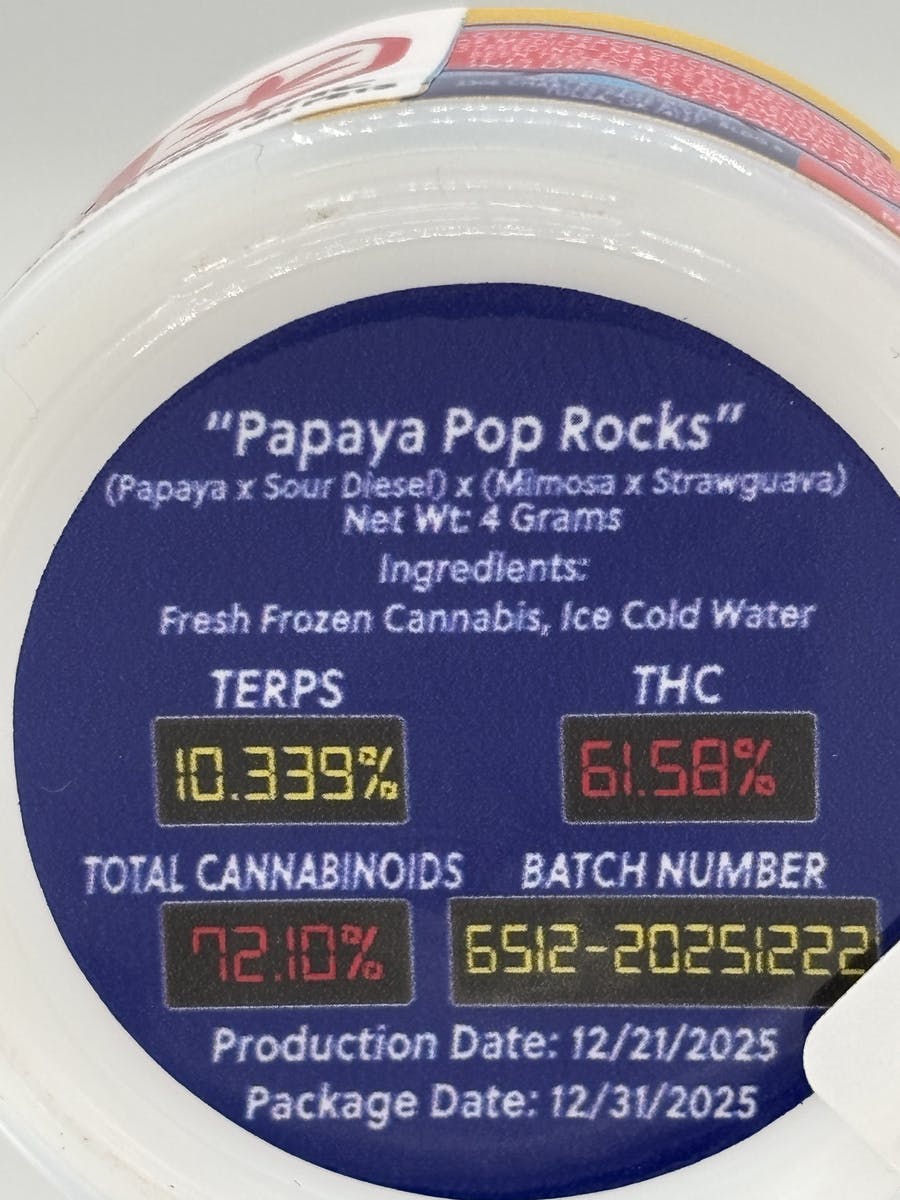 "Papaya Pop Rocks"
(Papaya x Sour Diesel) x (Mimosa x Strawguava)
Net Wt: 4 Grams
Ingredients:
Fresh Frozen Cannabis, Ice Cold Water
TERPS THC
10.339% 61.58%
TOTAL CANNABINOIDS BATCH NUMBER
72.10% 6512-20251222
Production Date: 12/21/2025
Package Date: 12/31/2025